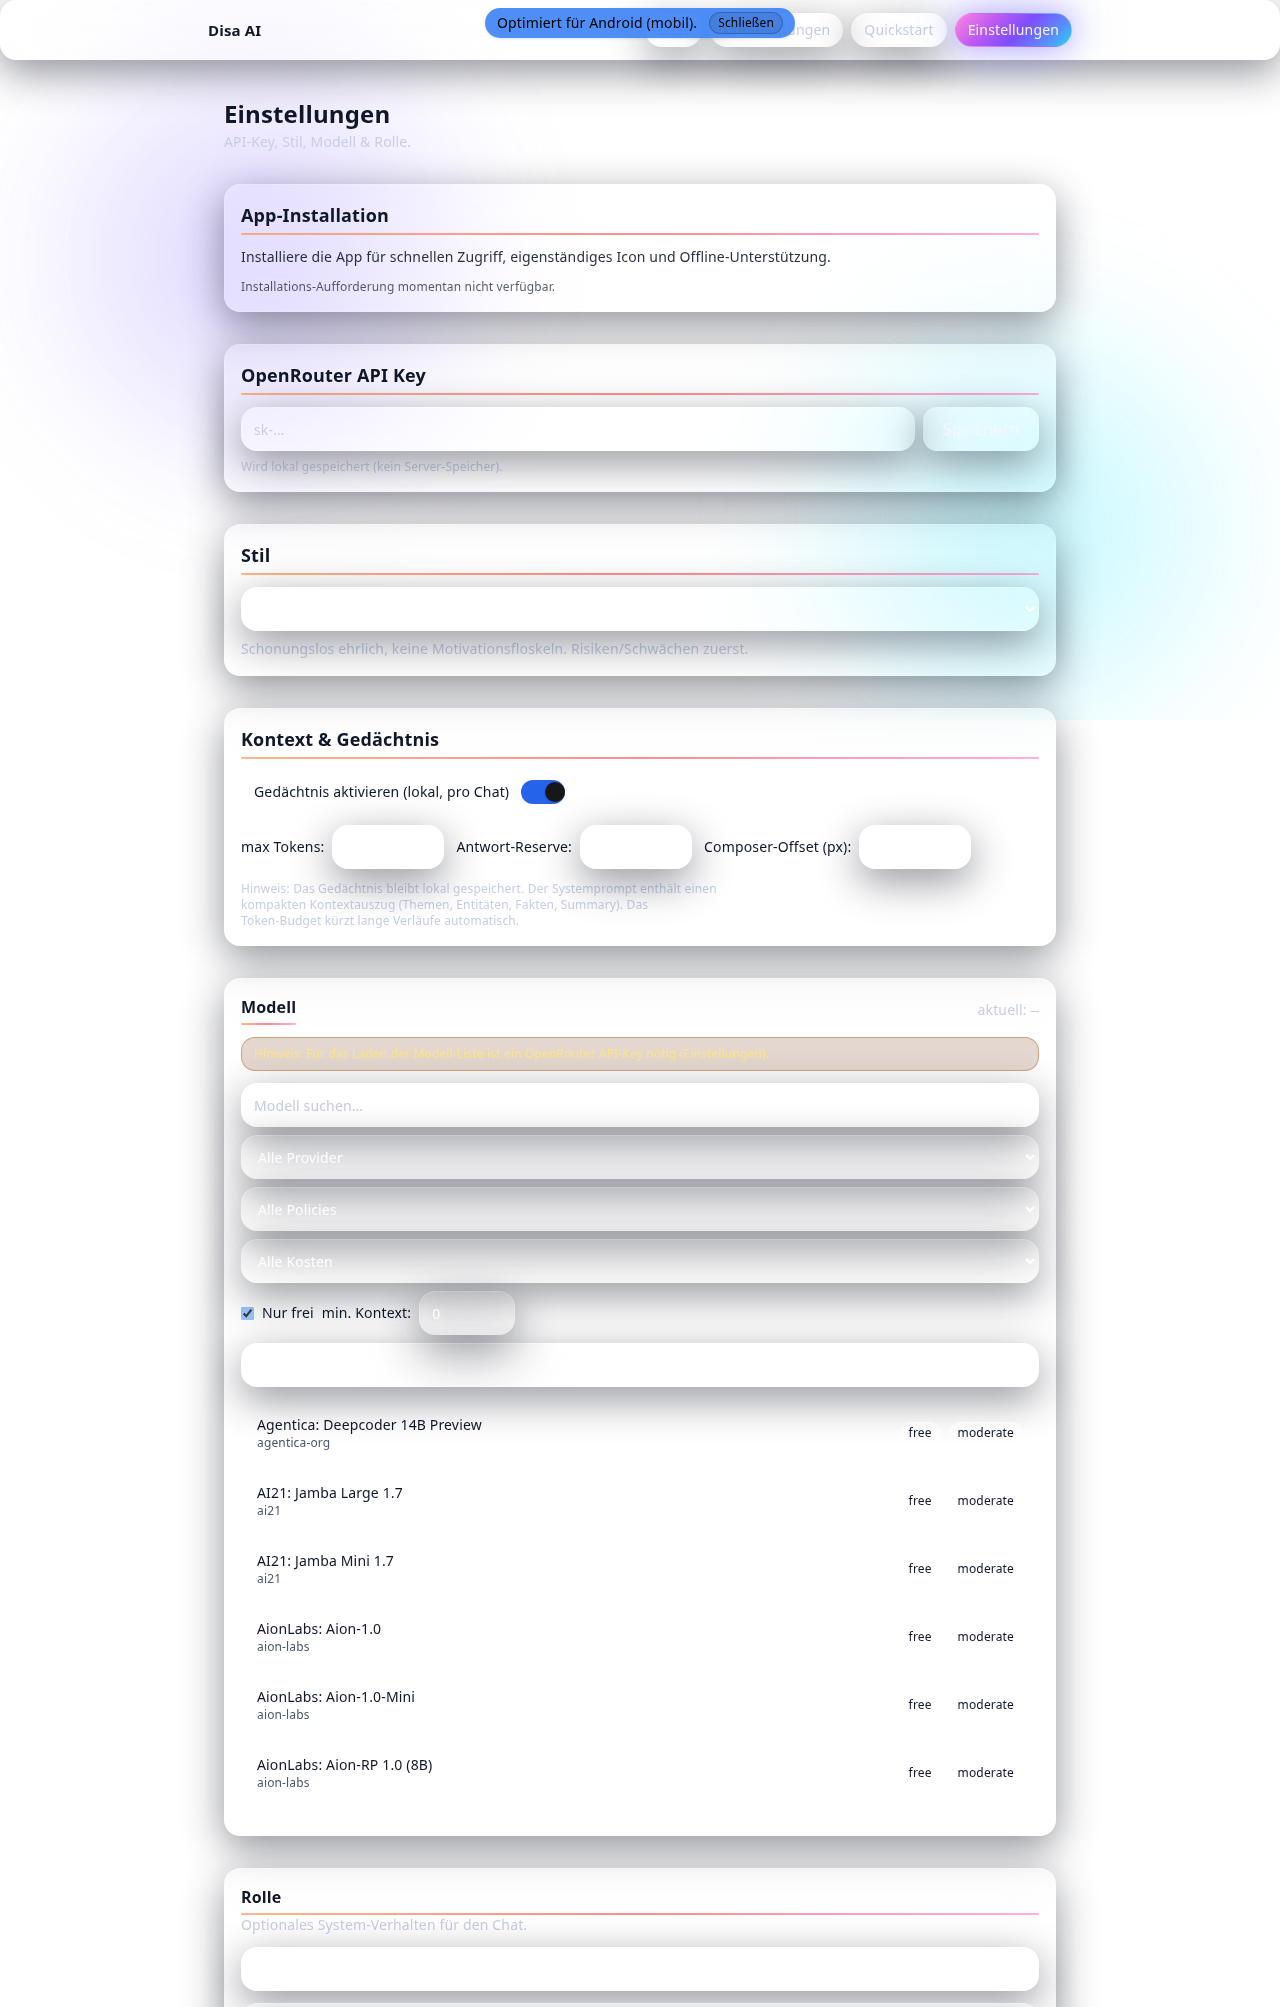 Disa AI
Optimiert für Android (mobil).
Schließen
Quickstart
Einstellungen
Einstellungen
API-Key, Stil, Modell & Rolle.
App-Installation
Installiere die App für schnellen Zugriff, eigenständiges Icon und Offline-Unterstützung.
Installations-Aufforderung momentan nicht verfügbar.
OpenRouter API Key
sk-...
Speichern
Wird lokal gespeichert (kein Server-Speicher).
Stil
Schonungslos ehrlich, keine Motivationsfloskeln. Risiken/Schwächen zuerst.
Kontext & Gedächtnis
Gedächtnis aktivieren (lokal, pro Chat)
max Tokens:
Antwort-Reserve:
Composer-Offset (px):
Hinweis: Das Gedächtnis bleibt lokal gespeichert. Der Systemprompt enthält einen
kompakten Kontextauszug (Themen, Entitäten, Fakten, Summary). Das
Token-Budget kürzt lange Verläufe automatisch.
Modell
aktuell: —
Hinweis: Für das Laden der Modell-Liste ist ein OpenRouter API-Key nötig (Einstellungen).
Modell suchen...
Alle Provider
Alle Policies
Alle Kosten
Nur frei min. Kontext: 0
Agentica: Deepcoder 14B Preview
agentica-org
free moderate
AI21: Jamba Large 1.7
ai21
free moderate
AI21: Jamba Mini 1.7
ai21
free moderate
AionLabs: Aion-1.0
aion-labs
free moderate
AionLabs: Aion-1.0-Mini
aion-labs
free moderate
AionLabs: Aion-RP 1.0 (8B)
aion-labs
free moderate
Rolle
Optionales System-Verhalten für den Chat.